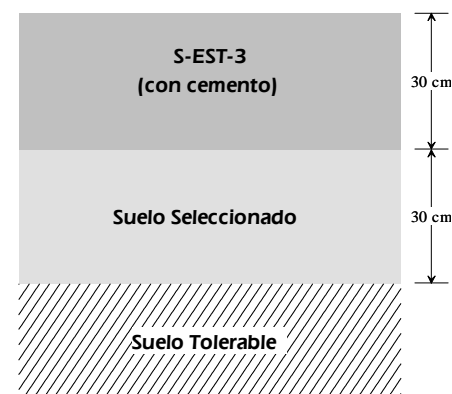 S-EST-3
(con cemento)
30 cm
Suelo Seleccionado
30 cm
Suelo Tolerable